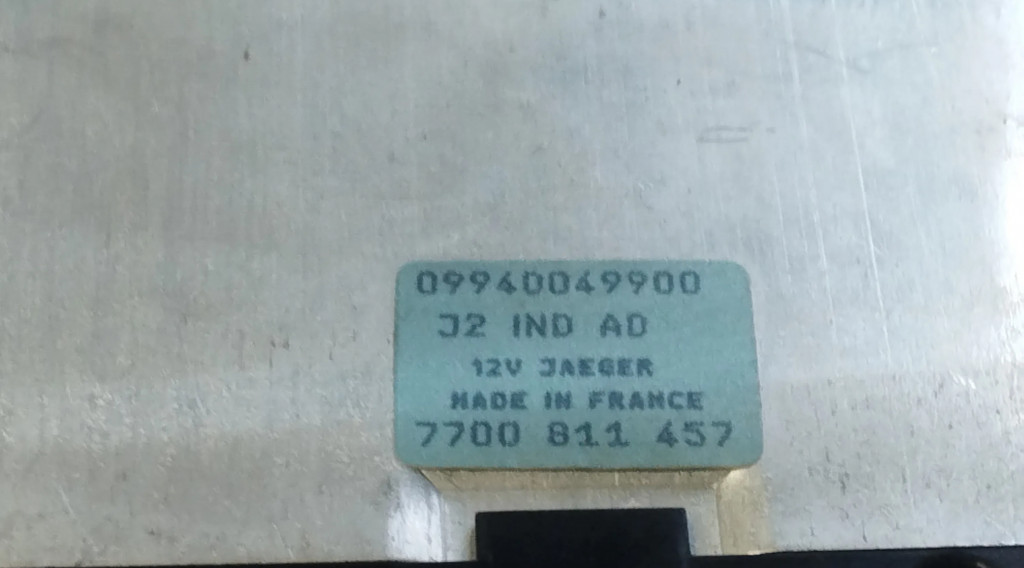 09940049900
J2 IND AD
12V JAEGER
MADE IN FRANCE
7700 811 457